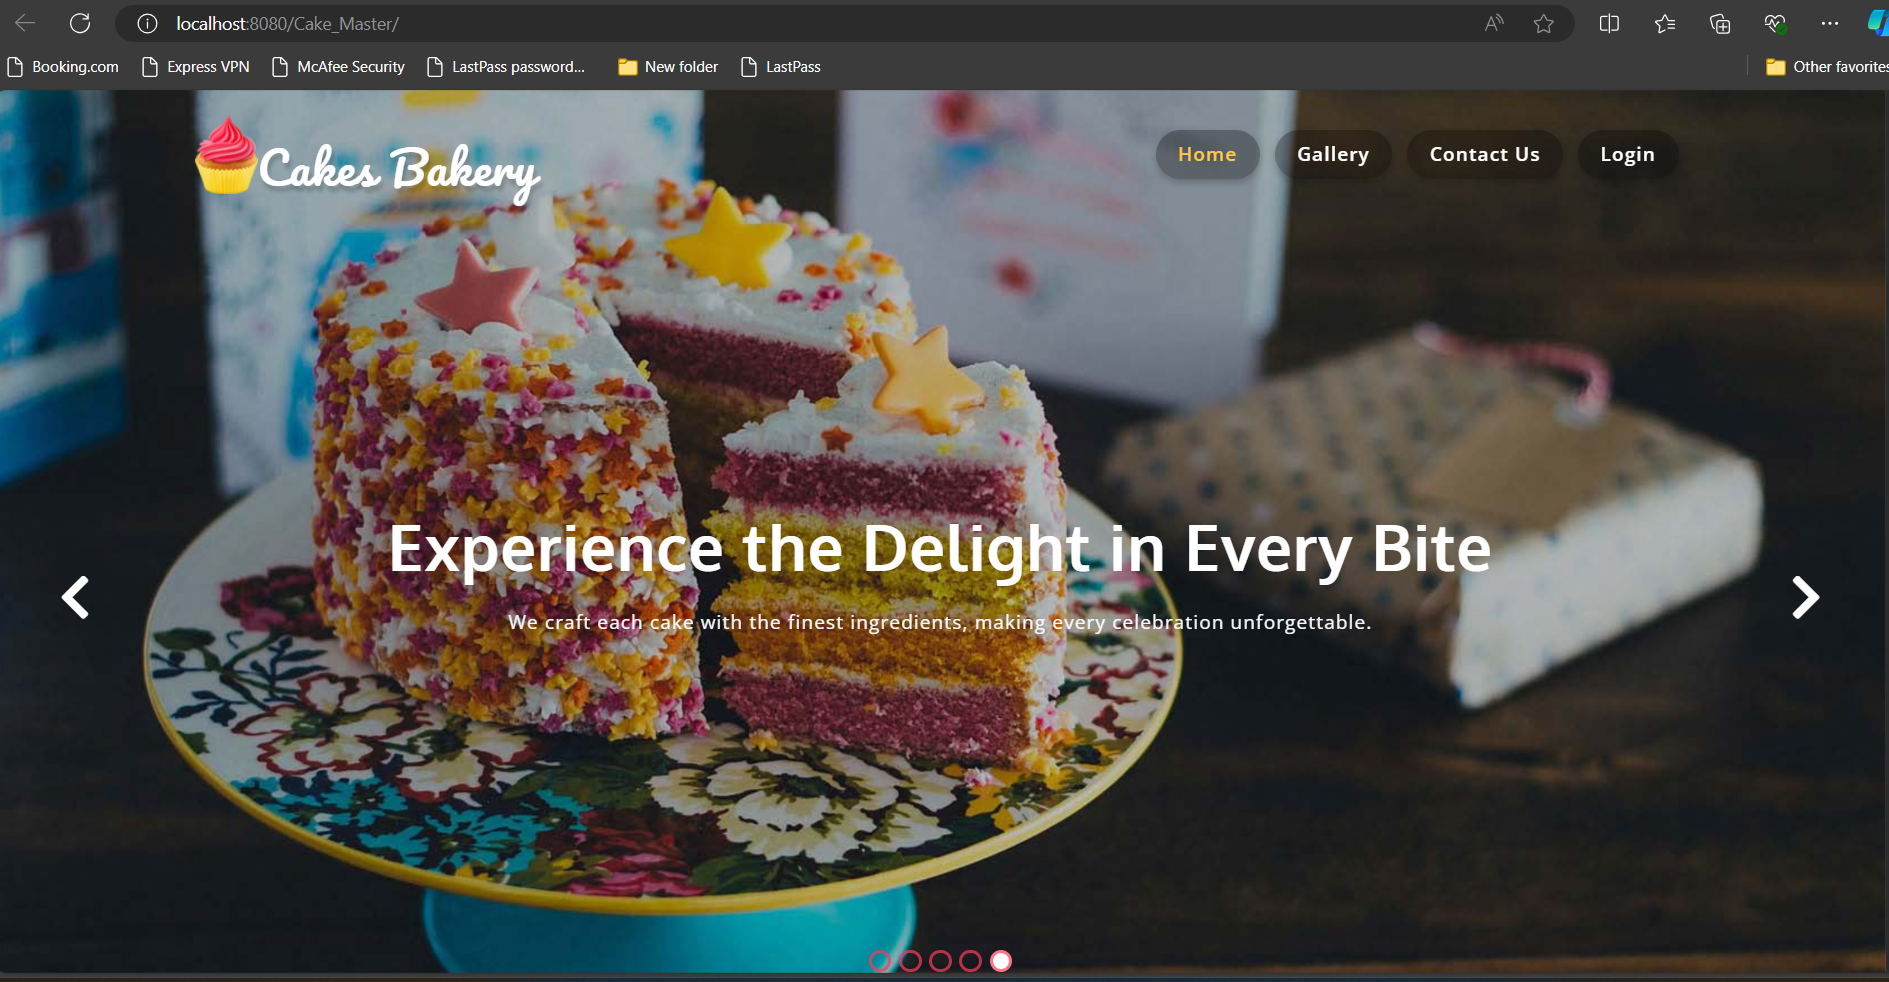 localhost:8080/Cake_Master/
Booking.com Express VPN McAfee Security LastPass password... New folder LastPass Other favorites
Cakes Bakery
Home Gallery Contact Us Login
Experience the Delight in Every Bite
We craft each cake with the finest ingredients, making every celebration unforgettable.